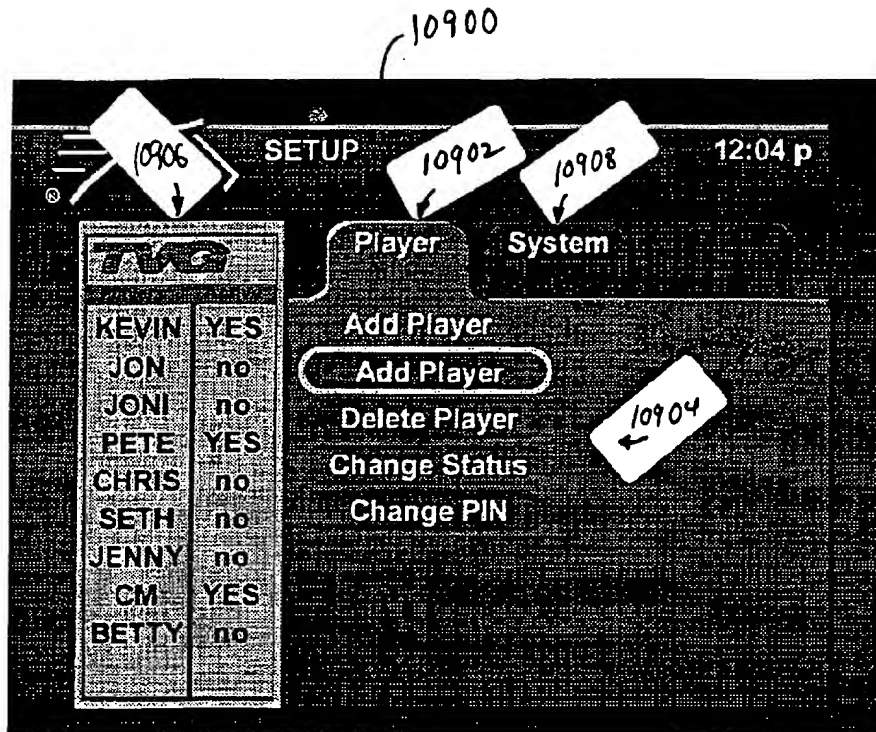 10900
10906
SETUP
10902
10908
12:04 p
®
TVG
Player
System
KEVIN YES
JON no
JONI no
PETE YES
CHRIS no
SETH no
JENNY no
CM YES
BETTY no
Add Player
Add Player
Delete Player
Change Status
Change PIN
10904